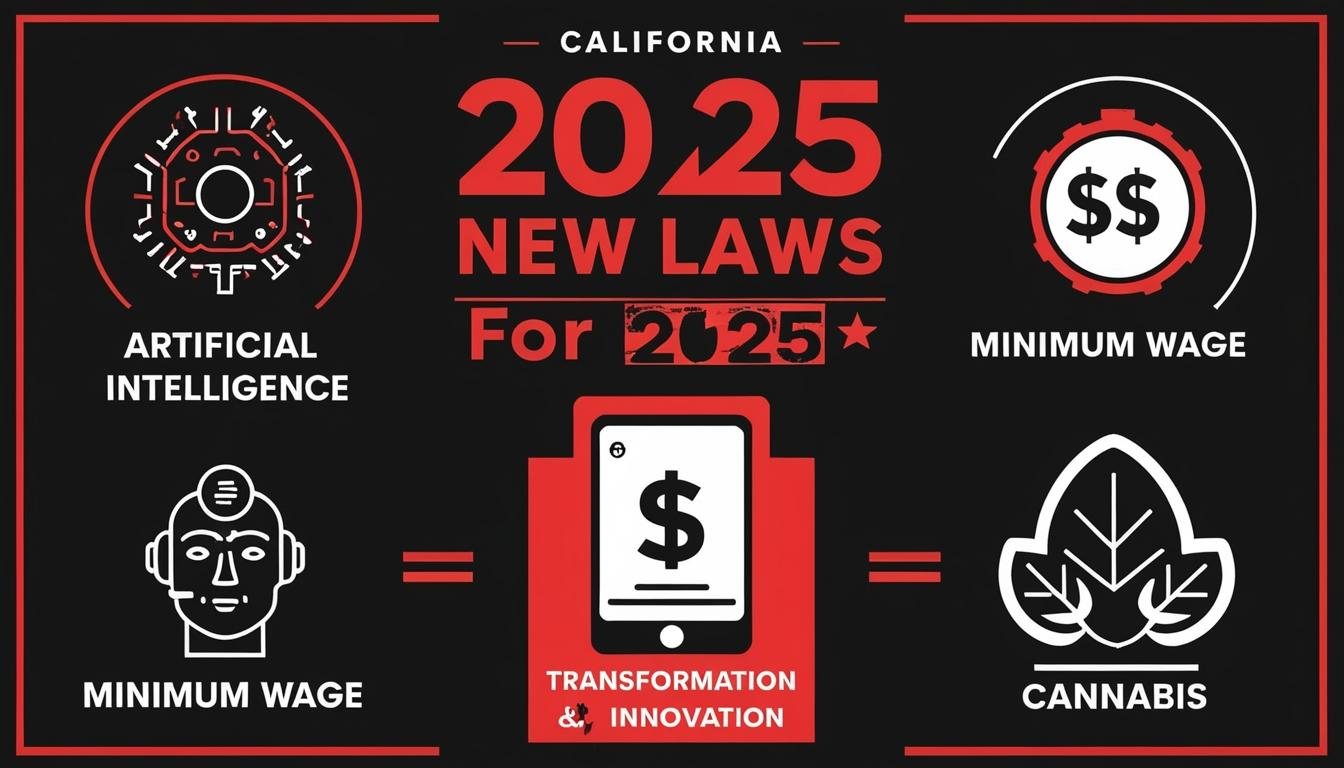 CALIFORNIA
2025
NEW LAWS
For 2025
ARTIFICIAL
INTELLIGENCE
$$
MINIMUM WAGE
MINIMUM WAGE
$
TRANSFORMATION
& INNOVATION
CANNABIS